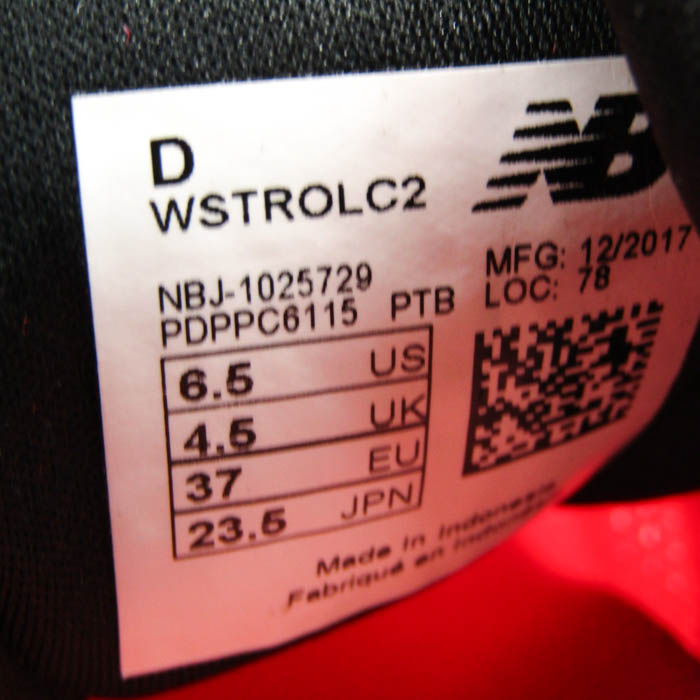 D
WSTROLC2
NB
NBJ-1025729
PDPPC6115 PTB
MFG: 12/2017
LOC: 78
6.5 US
4.5 UK
37 EU
23.5 JPN
Made in Indonesia
Fabriqué en Indonésie